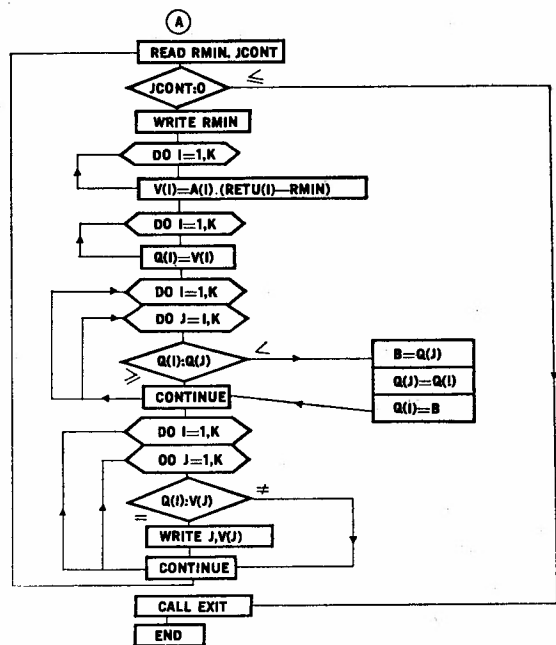 A
READ RMIN, JCONT
JCONT:0
≤
WRITE RMIN
DO I=1,K
V(I)=A(I).(RETU(I)—RMIN)
DO I=1,K
Q(I)=V(I)
DO I=1,K
DO J=I,K
Q(I):Q(J)
<
≥
B=Q(J)
Q(J)=Q(I)
Q(I)=B
CONTINUE
DO I=1,K
DO J=1,K
Q(I):V(J)
≠
=
WRITE J,V(J)
CONTINUE
CALL EXIT
END